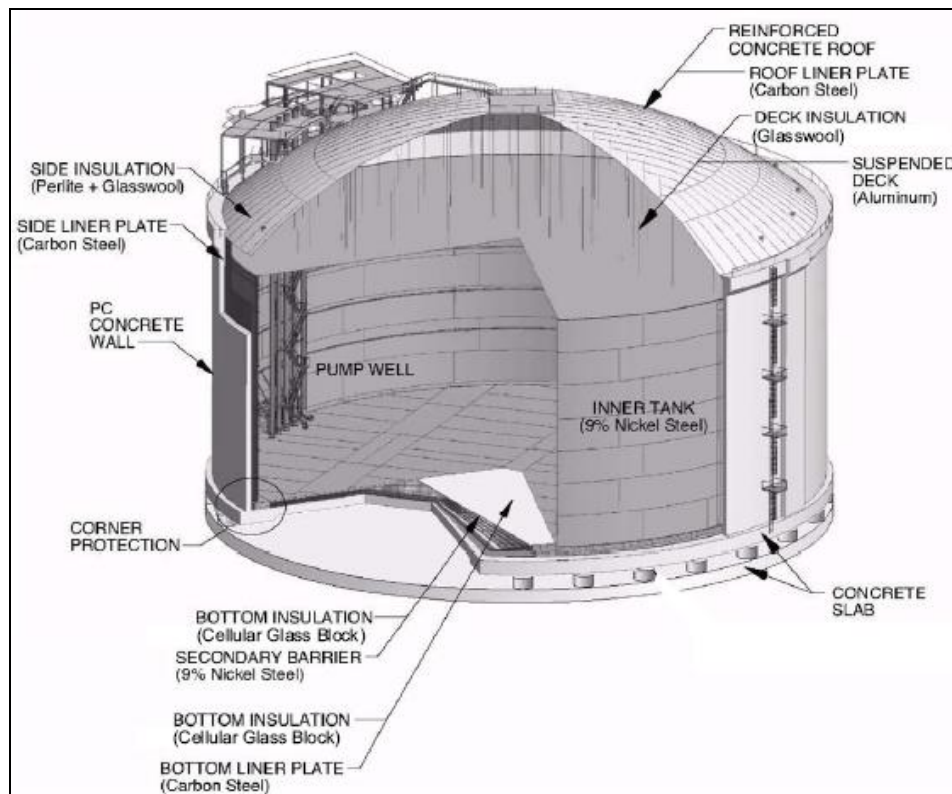 REINFORCED
CONCRETE ROOF
ROOF LINER PLATE
(Carbon Steel)
DECK INSULATION
(Glasswool)
SUSPENDED
DECK
(Aluminum)
SIDE INSULATION
(Perlite + Glasswool)
SIDE LINER PLATE
(Carbon Steel)
PC
CONCRETE
WALL
PUMP WELL
INNER TANK
(9% Nickel Steel)
CORNER
PROTECTION
CONCRETE
SLAB
BOTTOM INSULATION
(Cellular Glass Block)
SECONDARY BARRIER
(9% Nickel Steel)
BOTTOM INSULATION
(Cellular Glass Block)
BOTTOM LINER PLATE
(Carbon Steel)